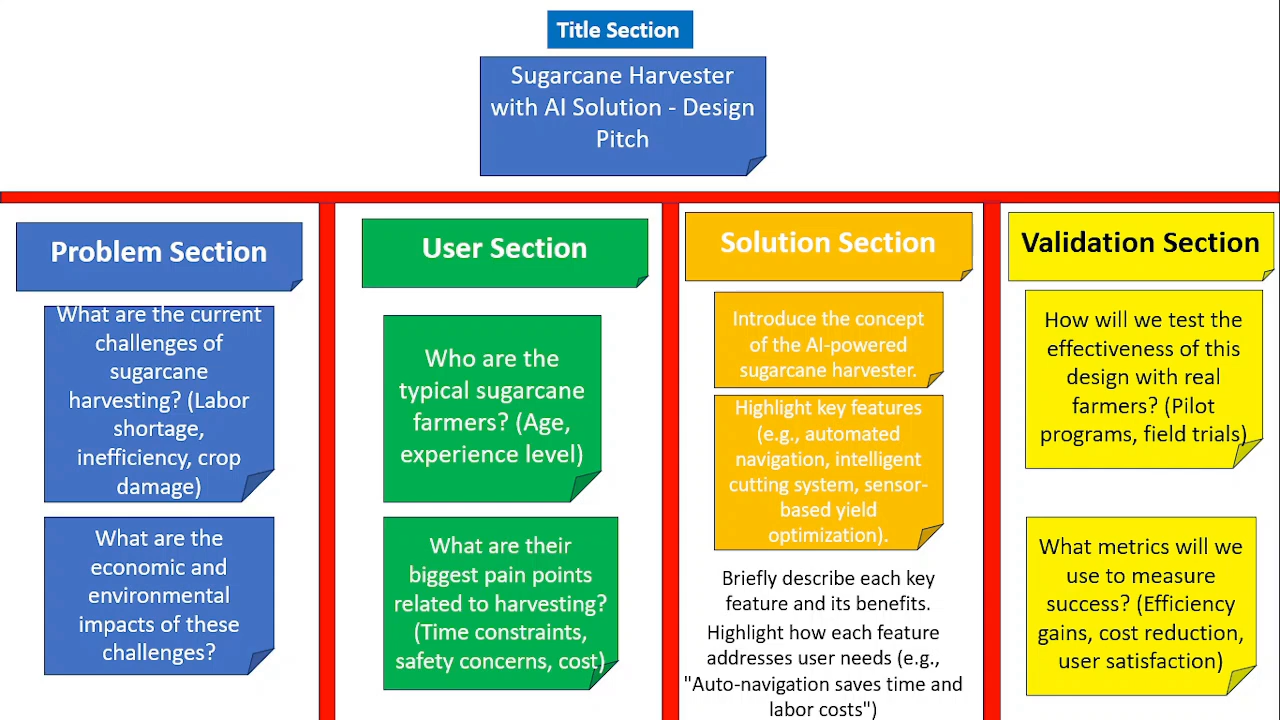 Title Section
Sugarcane Harvester
with AI Solution - Design
Pitch
Problem Section
What are the current
challenges of
sugarcane
harvesting? (Labor
shortage,
inefficiency, crop
damage)
What are the
economic and
environmental
impacts of these
challenges?
User Section
Who are the
typical sugarcane
farmers? (Age,
experience level)
What are their
biggest pain points
related to harvesting?
(Time constraints,
safety concerns, cost)
Solution Section
Introduce the concept
of the AI-powered
sugarcane harvester.
Highlight key features
(e.g., automated
navigation, intelligent
cutting system, sensor-
based yield
optimization).
Briefly describe each key
feature and its benefits.
Highlight how each feature
addresses user needs (e.g.,
"Auto-navigation saves time and
labor costs")
Validation Section
How will we test the
effectiveness of this
design with real
farmers? (Pilot
programs, field trials)
What metrics will we
use to measure
success? (Efficiency
gains, cost reduction,
user satisfaction)